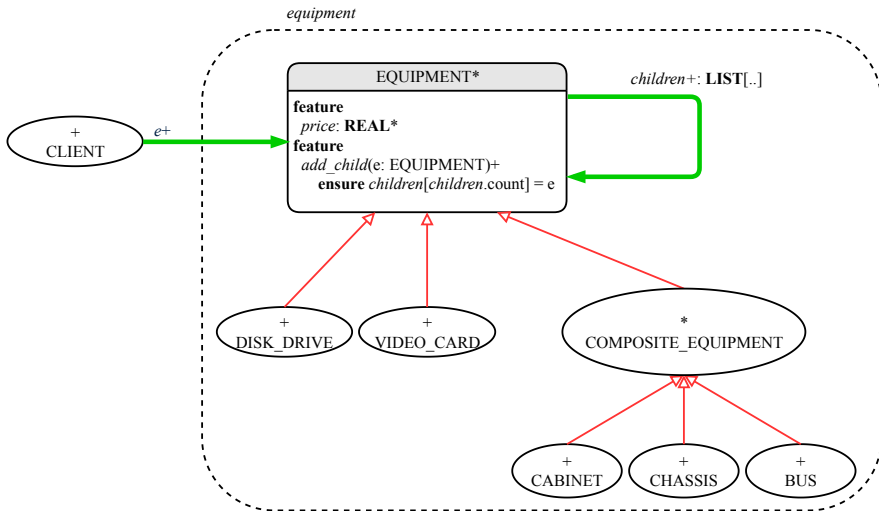 equipment
EQUIPMENT*
children+: LIST[..]
feature
price: REAL*
feature
add_child(e: EQUIPMENT)+
ensure children[children.count] = e
+
CLIENT
e+
+
DISK_DRIVE
+
VIDEO_CARD
*
COMPOSITE_EQUIPMENT
+
CABINET
+
CHASSIS
+
BUS